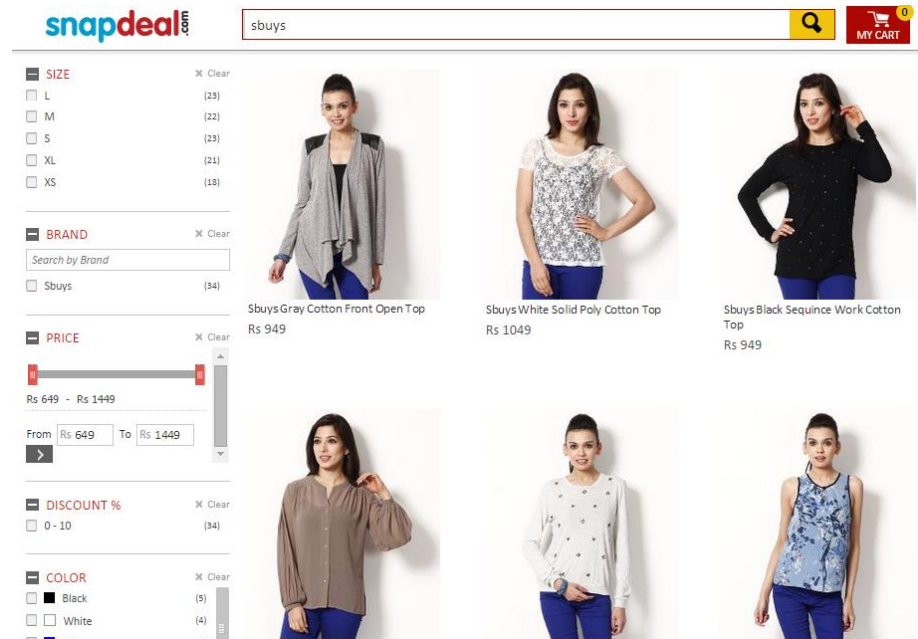 snapdeal.com
sbuys
0
MY CART
SIZE
Clear
L (23)
M (22)
S (23)
XL (21)
XS (18)
BRAND
Clear
Search by Brand
Sbuys (34)
PRICE
Clear
Rs 649 - Rs 1449
From Rs 649 To Rs 1449
DISCOUNT %
Clear
0 - 10 (34)
COLOR
Clear
Black (5)
White (4)
Sbuys Gray Cotton Front Open Top
Rs 949
Sbuys White Solid Poly Cotton Top
Rs 1049
Sbuys Black Sequince Work Cotton
Top
Rs 949